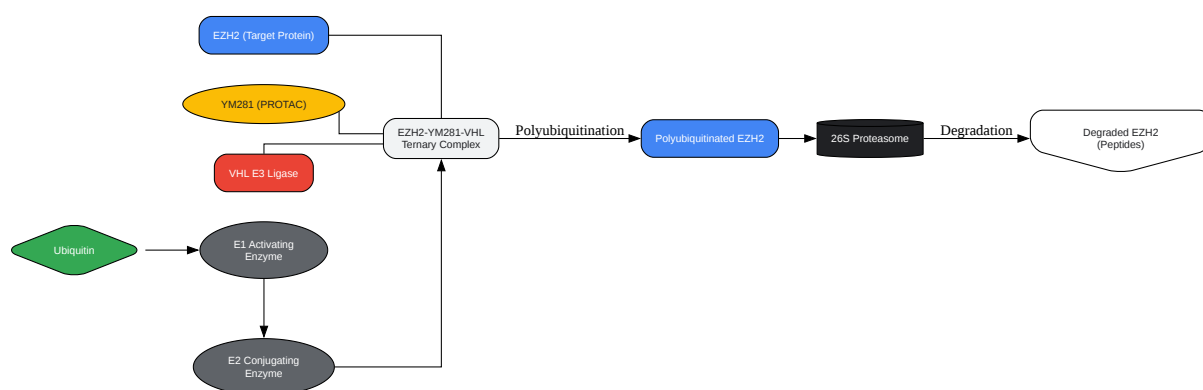 EZH2 (Target Protein)
YM281 (PROTAC)
VHL E3 Ligase
EZH2-YM281-VHL
Ternary Complex
Polyubiquitination
Polyubiquitinated EZH2
26S Proteasome
Degradation
Degraded EZH2
(Peptides)
Ubiquitin
E1 Activating
Enzyme
E2 Conjugating
Enzyme